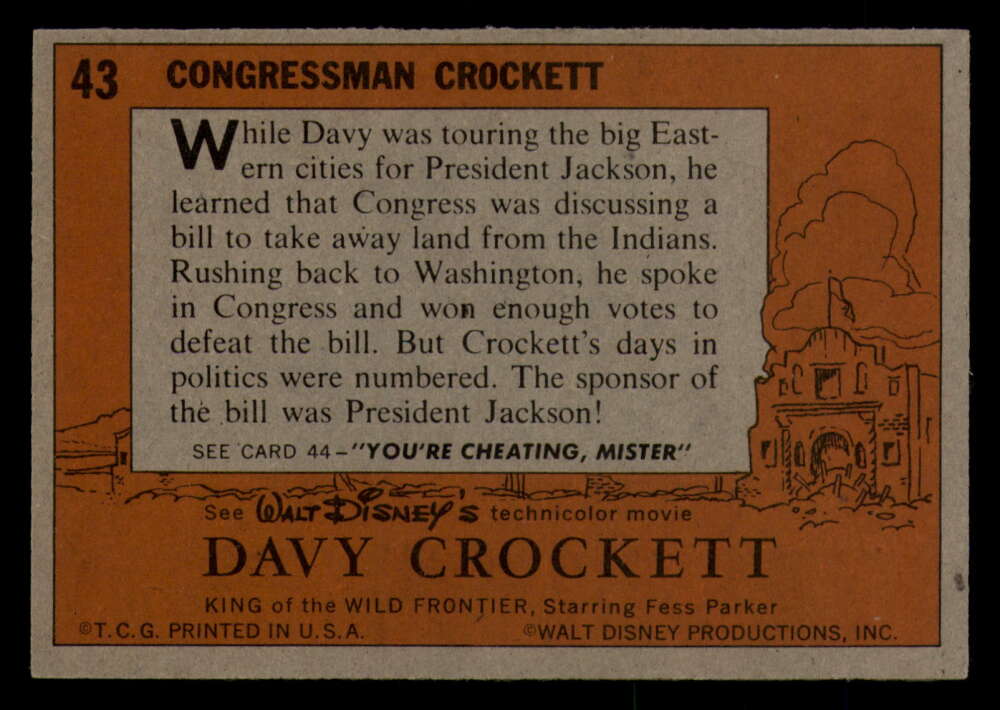 43 CONGRESSMAN CROCKETT
While Davy was touring the big East-
ern cities for President Jackson, he
learned that Congress was discussing a
bill to take away land from the Indians.
Rushing back to Washington, he spoke
in Congress and won enough votes to
defeat the bill. But Crockett's days in
politics were numbered. The sponsor of
the bill was President Jackson!
SEE CARD 44–"YOU'RE CHEATING, MISTER"
See WALT DISNEY'S technicolor movie
DAVY CROCKETT
KING of the WILD FRONTIER, Starring Fess Parker
©T.C.G. PRINTED IN U.S.A. ©WALT DISNEY PRODUCTIONS, INC.